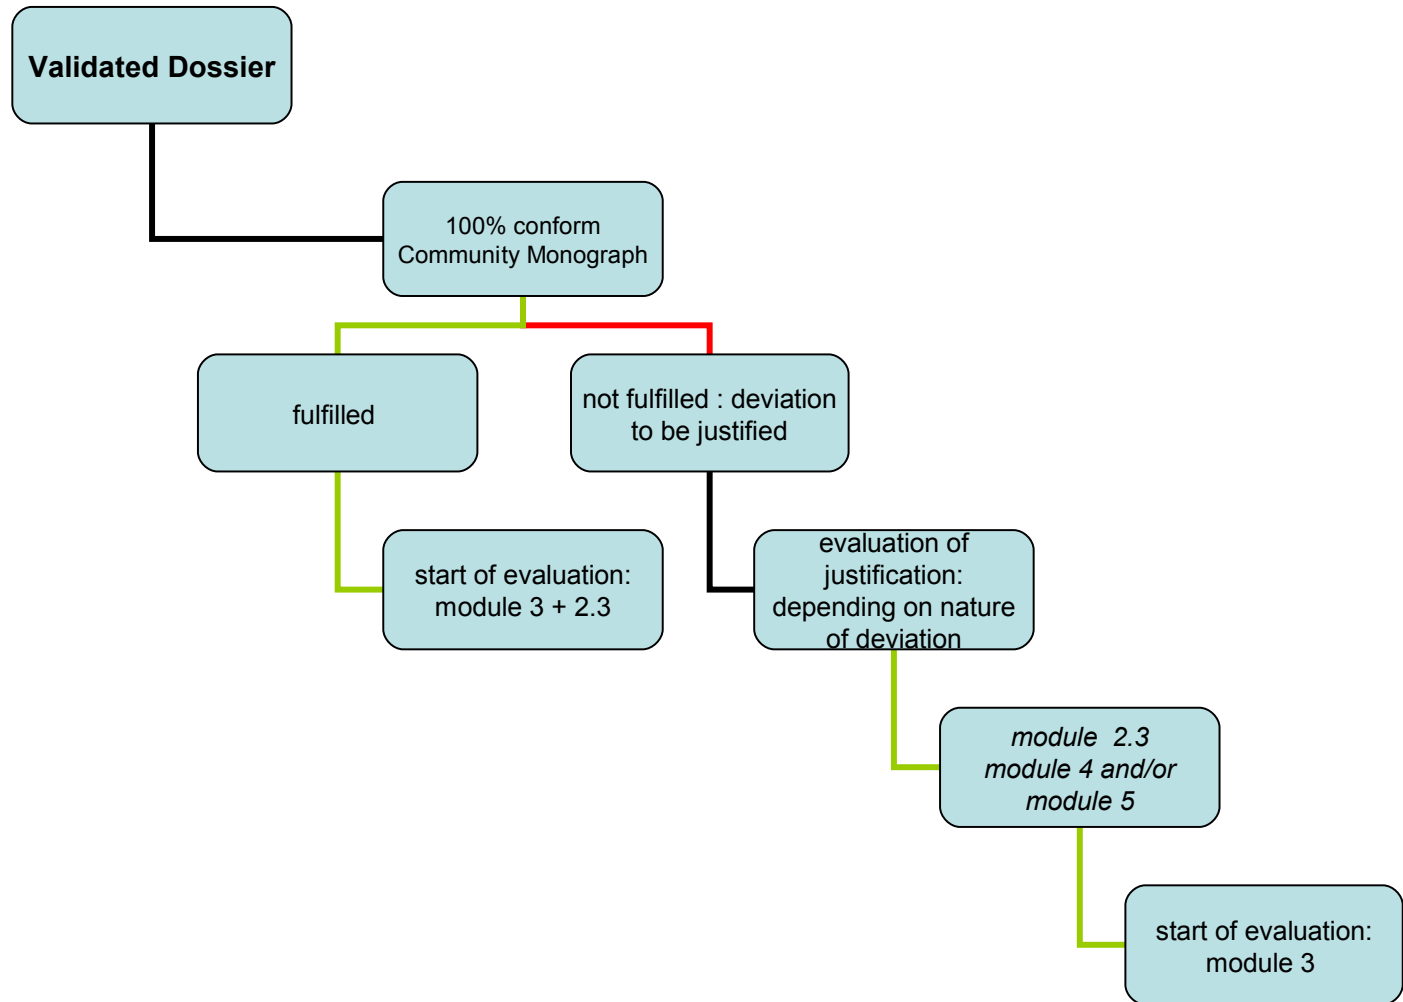 Validated Dossier
100% conform
Community Monograph
fulfilled
not fulfilled : deviation
to be justified
start of evaluation:
module 3 + 2.3
evaluation of
justification:
depending on nature
of deviation
module 2.3
module 4 and/or
module 5
start of evaluation:
module 3